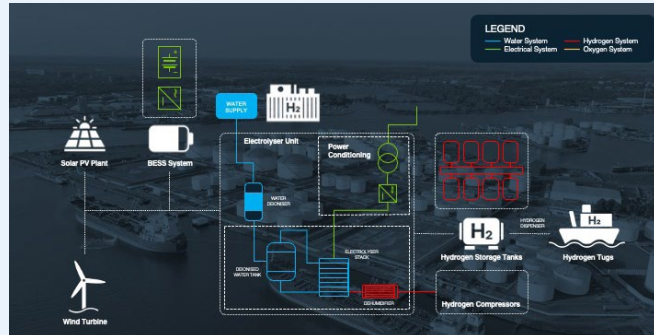 LEGEND
Water System
Hydrogen System
Electrical System
Oxygen System
WATER
SUPPLY
H2
Electrolyser Unit
Power
Conditioning
Solar PV Plant
BESS System
WATER
DEIONISER
H2
HYDROGEN
DISPENSER
H2
ELECTROLYSER
STACK
DEIONISED
WATER TANK
Hydrogen Storage Tanks
Hydrogen Tugs
DEHUMIDIFIER
Hydrogen Compressors
Wind Turbine